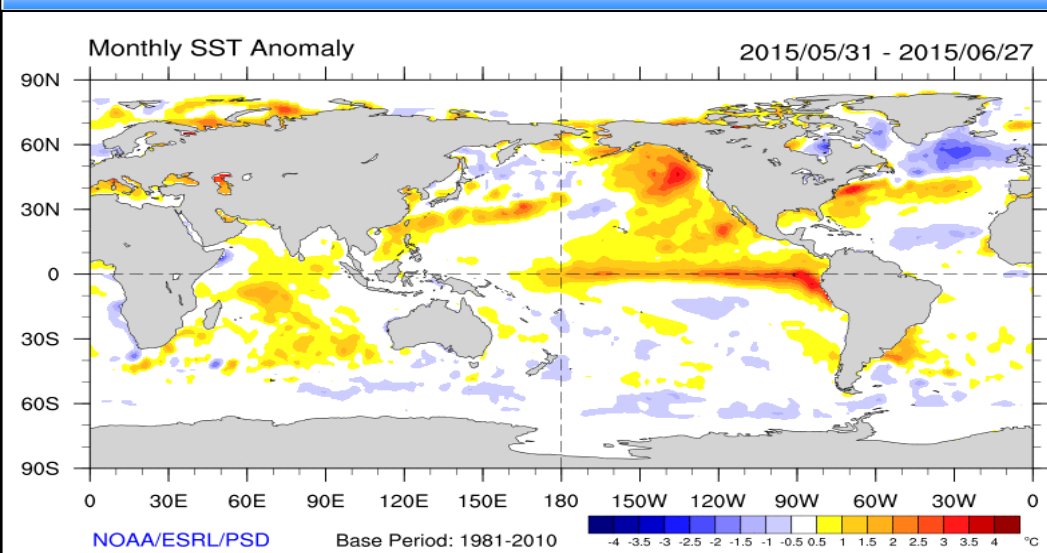 Monthly SST Anomaly 2015/05/31 - 2015/06/27
90N
60N
30N
0
30S
60S
90S
0 30E 60E 90E 120E 150E 180 150W 120W 90W 60W 30W 0
NOAA/ESRL/PSD Base Period: 1981-2010
-4 -3.5 -3 -2.5 -2 -1.5 -1 -0.5 0.5 1 1.5 2 2.5 3 3.5 4 °C